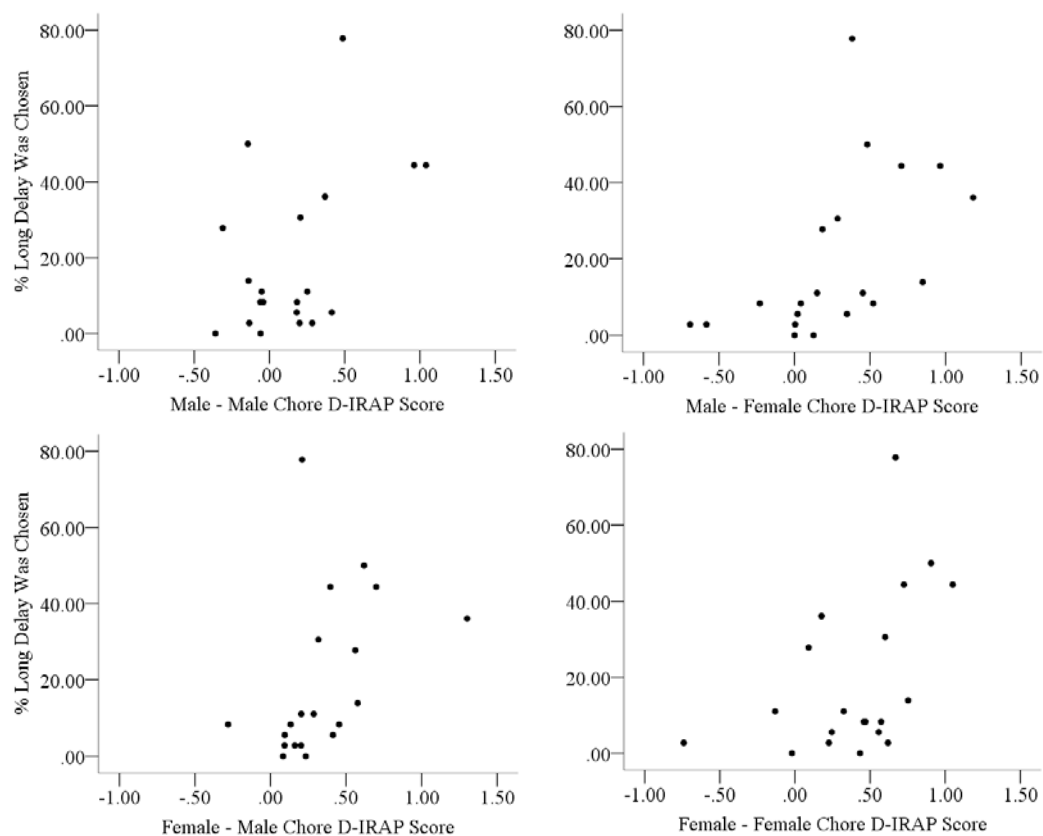 80.00
60.00
40.00
20.00
.00
% Long Delay Was Chosen
-1.00 -.50 .00 .50 1.00 1.50
Male - Male Chore D-IRAP Score
80.00
60.00
40.00
20.00
.00
-1.00 -.50 .00 .50 1.00 1.50
Male - Female Chore D-IRAP Score
80.00
60.00
40.00
20.00
.00
% Long Delay Was Chosen
-1.00 -.50 .00 .50 1.00 1.50
Female - Male Chore D-IRAP Score
80.00
60.00
40.00
20.00
.00
-1.00 -.50 .00 .50 1.00 1.50
Female - Female Chore D-IRAP Score